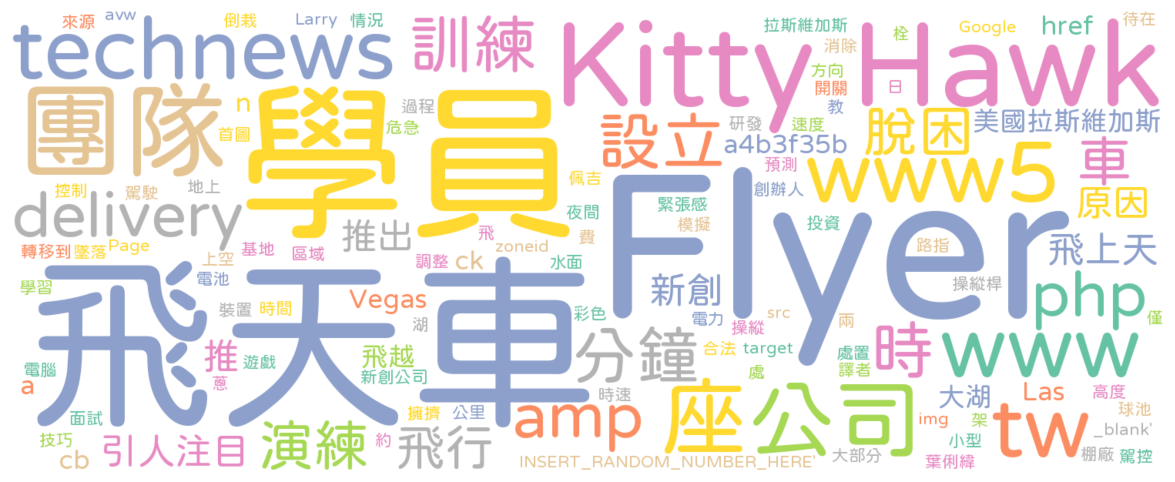 來源 avw 倒栽 Larry 情況 拉斯維加斯 Google href 待在
technews 訓練 Kitty Hawk 消除 栓
方向 開關 日
團隊 n 學員 過程 教
首圖 危急 設立 研發 速度 脫困 美國拉斯維加斯
a4b3f35b
控制 駕駛 地上 佩吉 預測 創辦人 www5 車
delivery 夜間 緊張感 原因
推出 飛 費 模擬 投資
轉移到 墜落 Page 上空 基地 區域 zoneid 路指 飛上天
電池 調整 ck 水面 Flyer 新創 操縱桿
學習 飛天車 裝置 時間 Vegas 彩色 電力 src 兩 php 僅
湖 分鐘 操縱
電腦 推 遊戲 飛越 合法 target 處置 時 www
a 蔥 新創公司 處 譯者
面試 擁擠 公里 amp 時速 座 公司 大湖 Las 高度
技巧 引人注目 演練 約 飛行 img 架 tw 球池
_blank'
cb INSERT_RANDOM_NUMBER_HERE' 大部分 小型 葉俐緯 棚廠 駕控